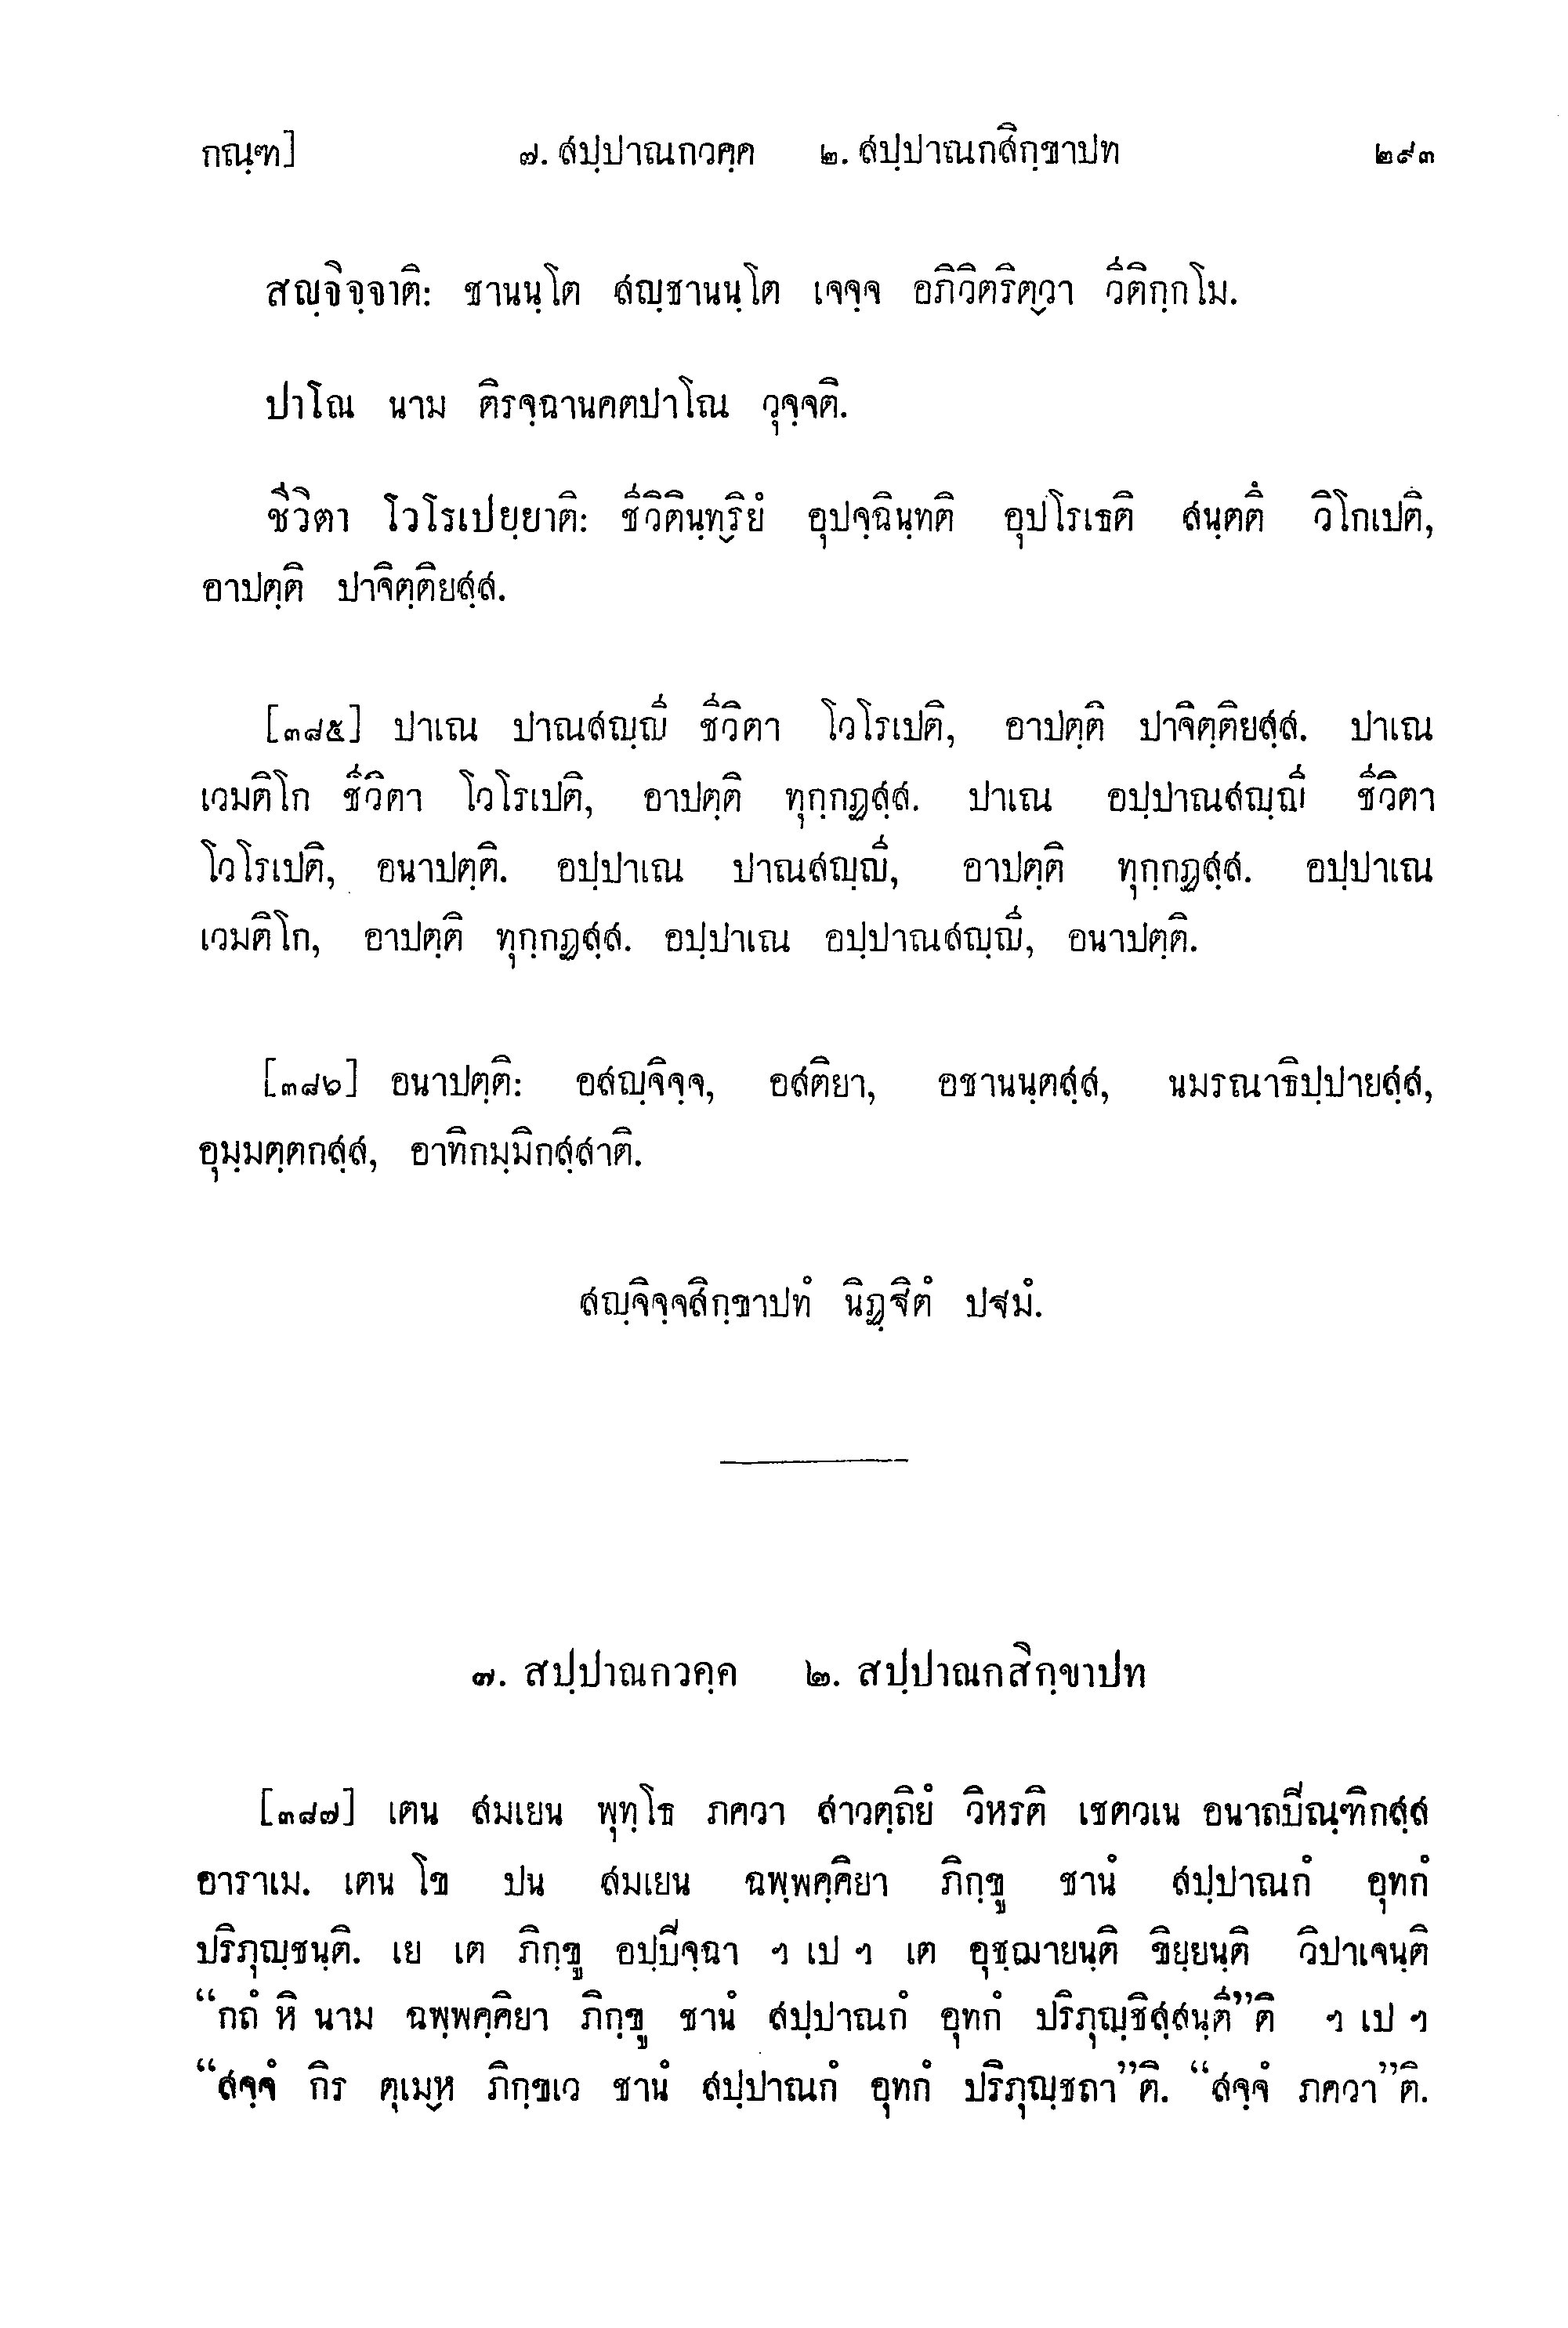 กณฺฑ] ๗. สปฺปาณกวคฺค ๒. สปฺปาณกสิกฺขาปท ๒๙๓
สญฺจิจฺจาติ: ชานนฺโต สญฺชานนฺโต เจจฺจ อภิวิตริตฺวา วีติกฺกโม.
ปาโณ นาม ติรจฺฉานคตปาโณ วุจฺจติ.
ชีวิตา โวโรเปยฺยาติ: ชีวิตินฺทฺริยํ อุปจฺฉินฺทติ อุปโรเธติ สนฺตตึ วิโกเปติ,
อาปตฺติ ปาจิตฺติยสฺส.
[๓๘๕] ปาเณ ปาณสญฺญี ชีวิตา โวโรเปติ, อาปตฺติ ปาจิตฺติยสฺส. ปาเณ
เวมติโก ชีวิตา โวโรเปติ, อาปตฺติ ทุกฺกฏสฺส. ปาเณ อปฺปาณสญฺญี ชีวิตา
โวโรเปติ, อนาปตฺติ. อปฺปาเณ ปาณสญฺญี, อาปตฺติ ทุกฺกฏสฺส. อปฺปาเณ
เวมติโก, อาปตฺติ ทุกฺกฏสฺส. อปฺปาเณ อปฺปาณสญฺญี, อนาปตฺติ.
[๓๘๖] อนาปตฺติ: อสญฺจิจฺจ, อสติยา, อชานนฺตสฺส, นมรณาธิปฺปายสฺส,
อุมฺมตฺตกสฺส, อาทิกมฺมิกสฺสาติ.
สญฺจิจฺจสิกฺขาปทํ นิฏฺฐิตํ ปฐมํ.
๗. สปฺปาณกวคฺค ๒. สปฺปาณกสิกฺขาปท
[๓๘๗] เตน สมเยน พุทฺโธ ภควา สาวตฺถิยํ วิหรติ เชตวเน อนาถปิณฺฑิกสฺส
อาราเม. เตน โข ปน สมเยน ฉพฺพคฺคิยา ภิกฺขู ชานํ สปฺปาณกํ อุทกํ
ปริภุญฺชนฺติ. เย เต ภิกฺขู อปฺปิจฺฉา ฯ เป ฯ เต อุชฺฌายนฺติ ขิยฺยนฺติ วิปาเจนฺติ
“กถํ หิ นาม ฉพฺพคฺคิยา ภิกฺขู ชานํ สปฺปาณกํ อุทกํ ปริภุญฺชิสฺสนฺตี”ติ ฯ เป ฯ
“สจฺจํ กิร ตุเมฺห ภิกฺขเว ชานํ สปฺปาณกํ อุทกํ ปริภุญฺชถา”ติ. “สจฺจํ ภควา”ติ.